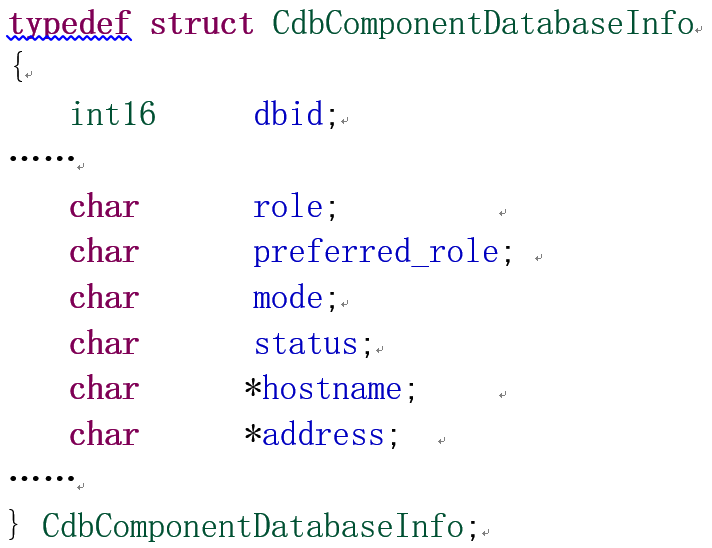 typedef struct CdbComponentDatabaseInfo
{
int16 dbid;
……
char role;
char preferred_role;
char mode;
char status;
char *hostname;
char *address;
……
} CdbComponentDatabaseInfo;